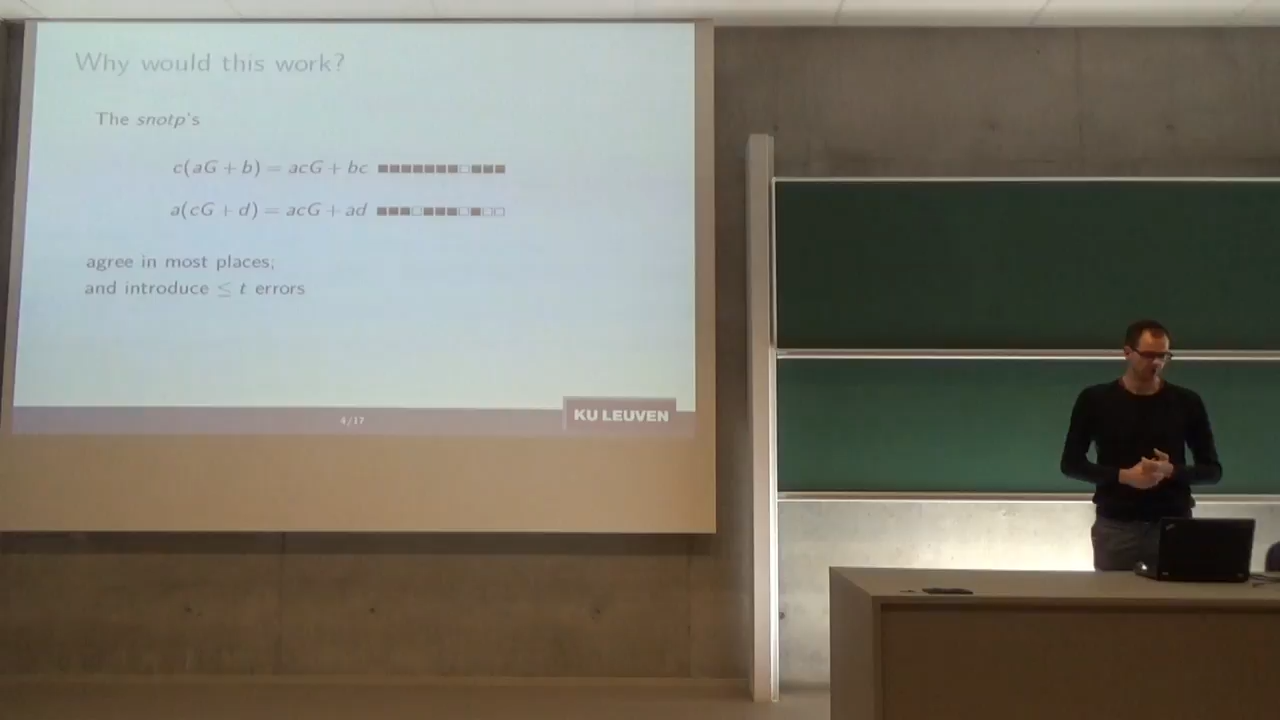 Why would this work?
The snotp's
c(aG + b) = acG + bc
a(cG + d) = acG + ad
agree in most places;
and introduce ≤ t errors
4/17
KU LEUVEN